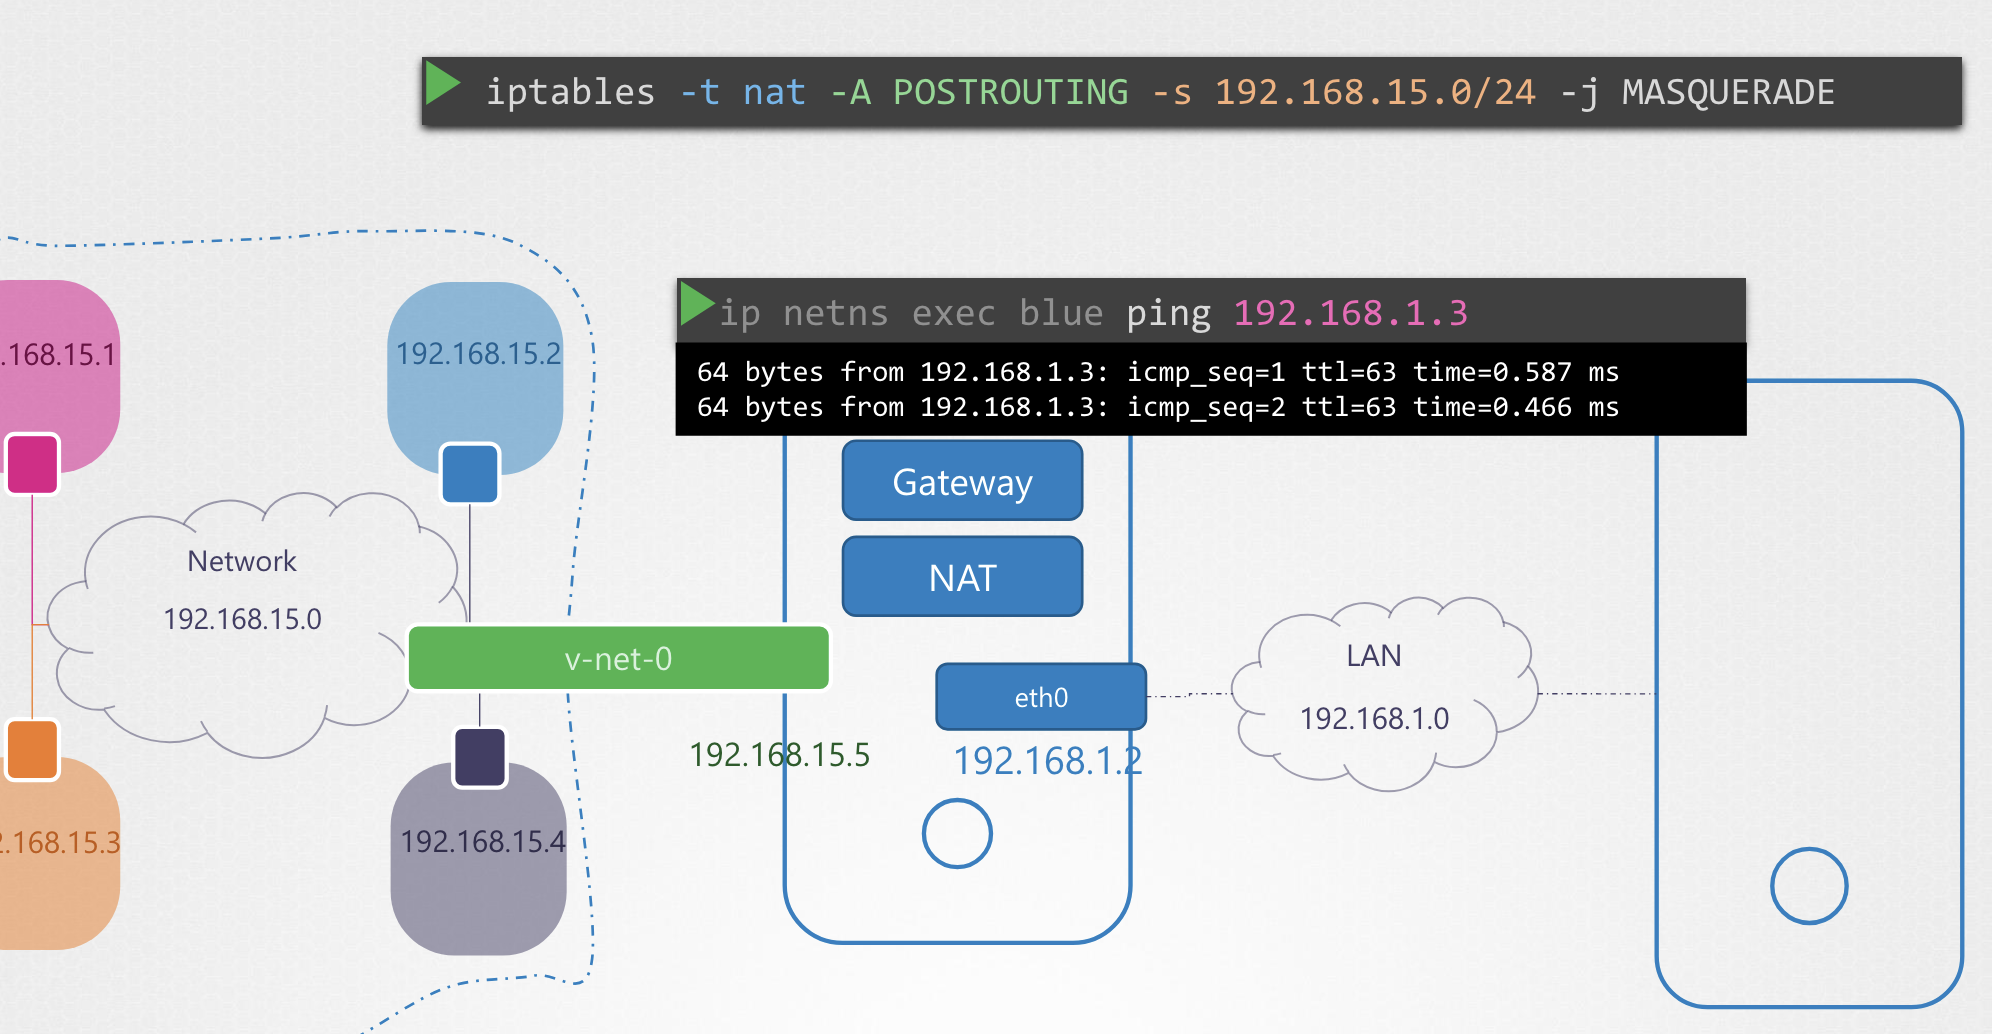 iptables -t nat -A POSTROUTING -s 192.168.15.0/24 -j MASQUERADE
ip netns exec blue ping 192.168.1.3
64 bytes from 192.168.1.3: icmp_seq=1 ttl=63 time=0.587 ms
64 bytes from 192.168.1.3: icmp_seq=2 ttl=63 time=0.466 ms
.168.15.1
192.168.15.2
Gateway
NAT
Network
192.168.15.0
v-net-0
eth0
LAN
192.168.1.0
192.168.15.5
192.168.1.2
2.168.15.3
192.168.15.4